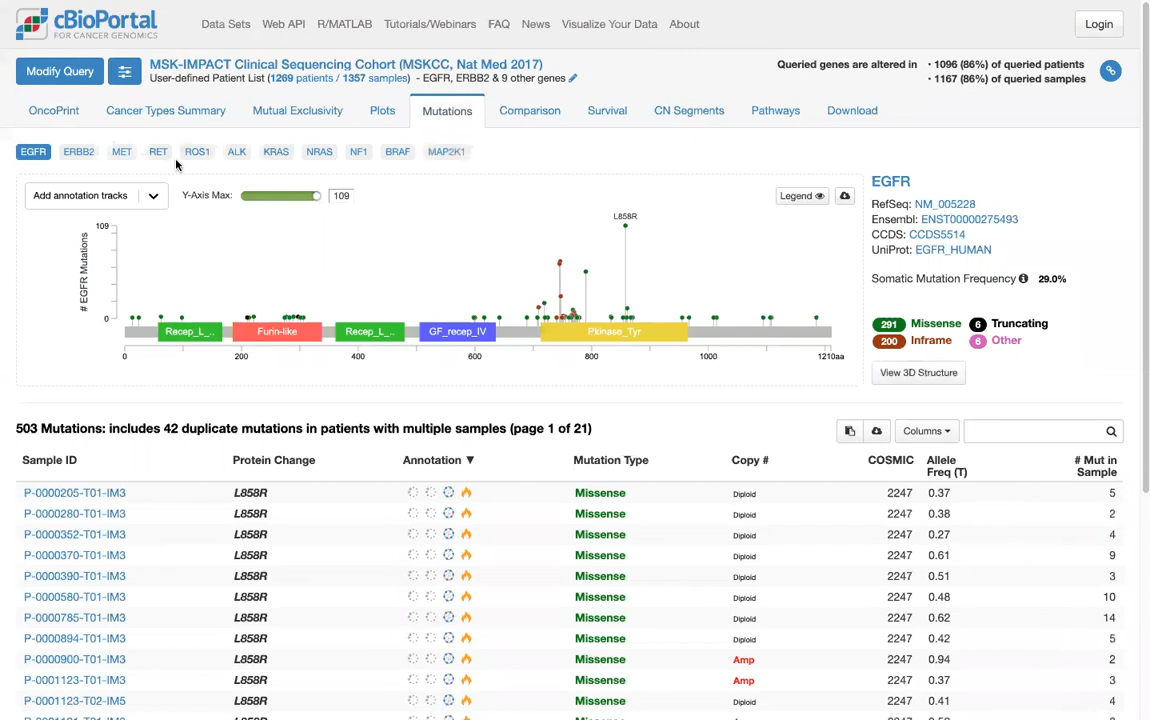 cBioPortal
FOR CANCER GENOMICS
Data Sets Web API R/MATLAB Tutorials/Webinars FAQ News Visualize Your Data About
Login
Modify Query
MSK-IMPACT Clinical Sequencing Cohort (MSKCC, Nat Med 2017)
User-defined Patient List (1269 patients / 1357 samples) - EGFR, ERBB2 & 9 other genes
Queried genes are altered in
• 1096 (86%) of queried patients
• 1167 (86%) of queried samples
OncoPrint Cancer Types Summary Mutual Exclusivity Plots Mutations Comparison Survival CN Segments Pathways Download
EGFR ERBB2 MET RET ROS1 ALK KRAS NRAS NF1 BRAF MAP2K1
Add annotation tracks
Y-Axis Max: 109
Legend
L858R
109
# EGFR Mutations
0
Recep_L_.. Furin-like Recep_L_.. GF_recep_IV Pkinase_Tyr
0 200 400 600 800 1000 1210aa
EGFR
RefSeq: NM_005228
Ensembl: ENST00000275493
CCDS: CCDS5514
UniProt: EGFR_HUMAN
Somatic Mutation Frequency 29.0%
291 Missense 6 Truncating
200 Inframe 6 Other
View 3D Structure
503 Mutations: includes 42 duplicate mutations in patients with multiple samples (page 1 of 21)
Columns
Sample ID Protein Change Annotation ▼ Mutation Type Copy # COSMIC Allele Freq (T) # Mut in Sample
P-0000205-T01-IM3 L858R Missense Diploid 2247 0.37 5
P-0000280-T01-IM3 L858R Missense Diploid 2247 0.38 2
P-0000352-T01-IM3 L858R Missense Diploid 2247 0.27 4
P-0000370-T01-IM3 L858R Missense Diploid 2247 0.61 9
P-0000390-T01-IM3 L858R Missense Diploid 2247 0.51 3
P-0000580-T01-IM3 L858R Missense Diploid 2247 0.48 10
P-0000785-T01-IM3 L858R Missense Diploid 2247 0.62 14
P-0000894-T01-IM3 L858R Missense Diploid 2247 0.42 5
P-0000900-T01-IM3 L858R Missense Amp 2247 0.94 2
P-0001123-T01-IM3 L858R Missense Amp 2247 0.37 3
P-0001123-T02-IM5 L858R Missense Diploid 2247 0.41 4